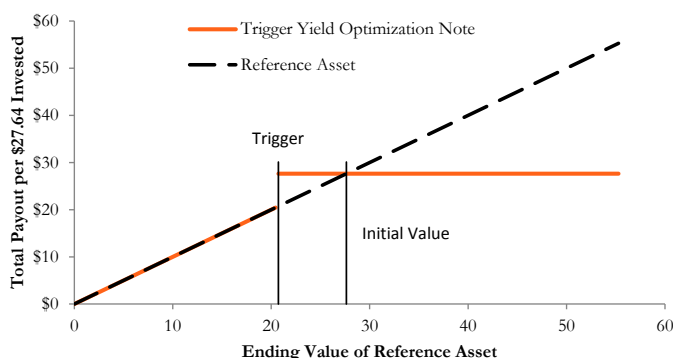 Total Payout per $27.64 Invested
$60
$50
$40
$30
$20
$10
$0
Trigger Yield Optimization Note
Reference Asset
Trigger
Initial Value
0
10
20
30
40
50
60
Ending Value of Reference Asset